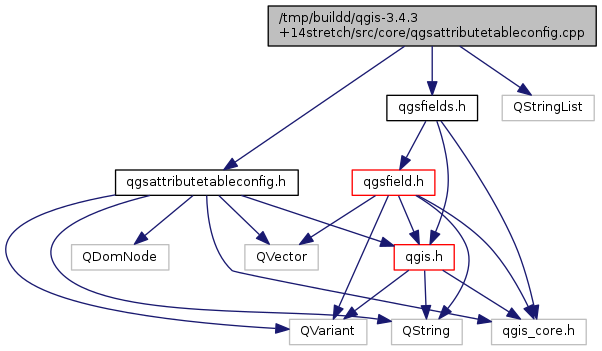 /tmp/buildd/qgis-3.4.3
+14stretch/src/core/qgsattributetableconfig.cpp
qgsfields.h
QStringList
qgsattributetableconfig.h
qgsfield.h
QDomNode
QVector
qgis.h
QVariant
QString
qgis_core.h